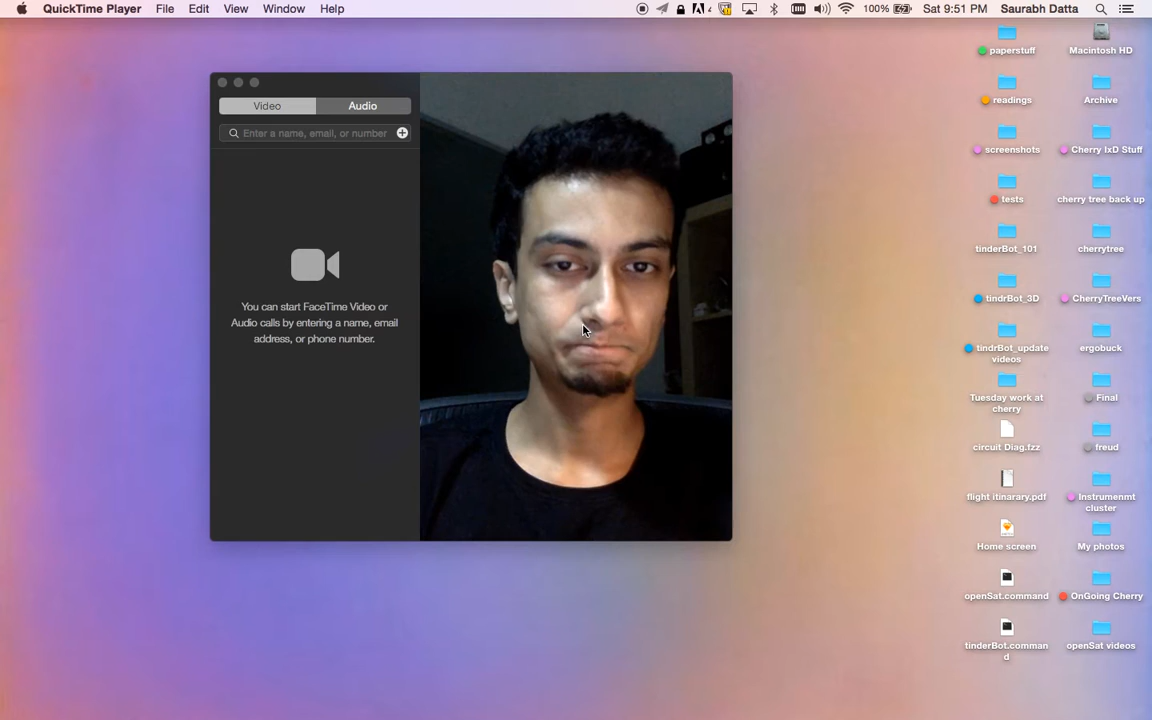 QuickTime Player File Edit View Window Help 100% Sat 9:51 PM Saurabh Datta
Video Audio
Enter a name, email, or number
You can start FaceTime Video or
Audio calls by entering a name, email
address, or phone number.
paperstuff
Macintosh HD
readings
Archive
screenshots
Cherry IxD Stuff
tests
cherry tree back up
tinderBot_101
cherrytree
tindrBot_3D
CherryTreeVers
tindrBot_update
videos
ergobuck
Tuesday work at
cherry
Final
circuit Diag.fzz
freud
flight itinarary.pdf
Instrumenmt
cluster
Home screen
My photos
openSat.command
OnGoing Cherry
tinderBot.comman
d
openSat videos